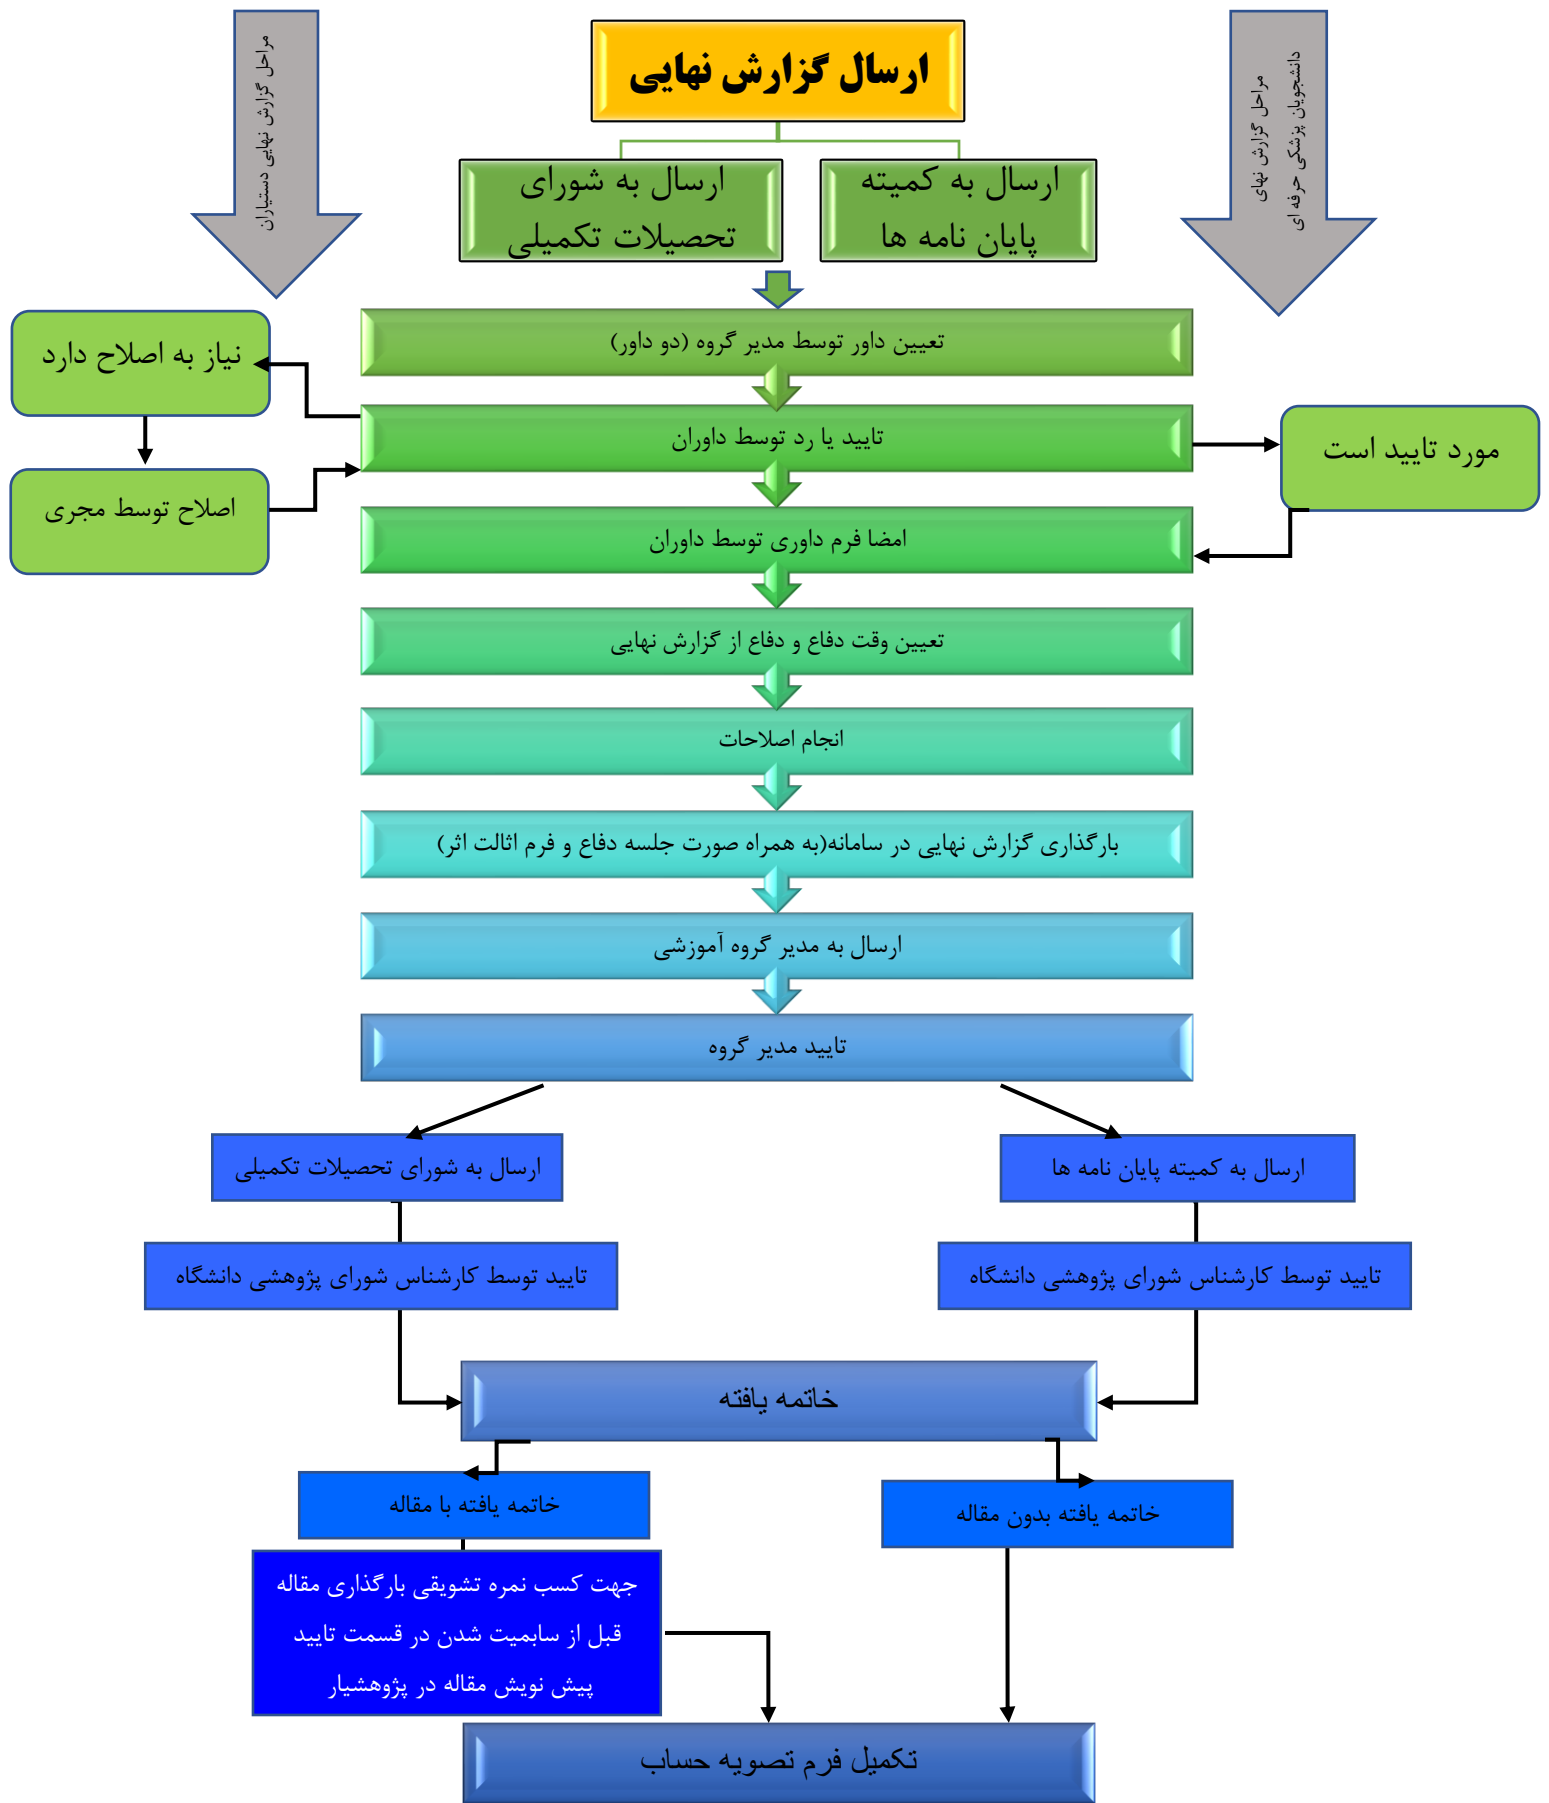 ارسال گزارش نهایی
مراحل گزارش نهای
دانشجویان پزشکی حرفه ای
مراحل گزارش نهایی دستیاران
ارسال به کمیته
پایان نامه ها
ارسال به شورای
تحصیلات تکمیلی
تعیین داور توسط مدیر گروه (دو داور)
نیاز به اصلاح دارد
تایید یا رد توسط داوران
مورد تایید است
اصلاح توسط مجری
امضا فرم داوری توسط داوران
تعیین وقت دفاع و دفاع از گزارش نهایی
انجام اصلاحات
بارگذاری گزارش نهایی در سامانه(به همراه صورت جلسه دفاع و فرم اثالت اثر)
ارسال به مدیر گروه آموزشی
تایید مدیر گروه
ارسال به کمیته پایان نامه ها
ارسال به شورای تحصیلات تکمیلی
تایید توسط کارشناس شورای پژوهشی دانشگاه
تایید توسط کارشناس شورای پژوهشی دانشگاه
خاتمه یافته
خاتمه یافته بدون مقاله
خاتمه یافته با مقاله
جهت کسب نمره تشویقی بارگذاری مقاله
قبل از سابمیت شدن در قسمت تایید
پیش نویش مقاله در پژوهشیار
تکمیل فرم تصویه حساب